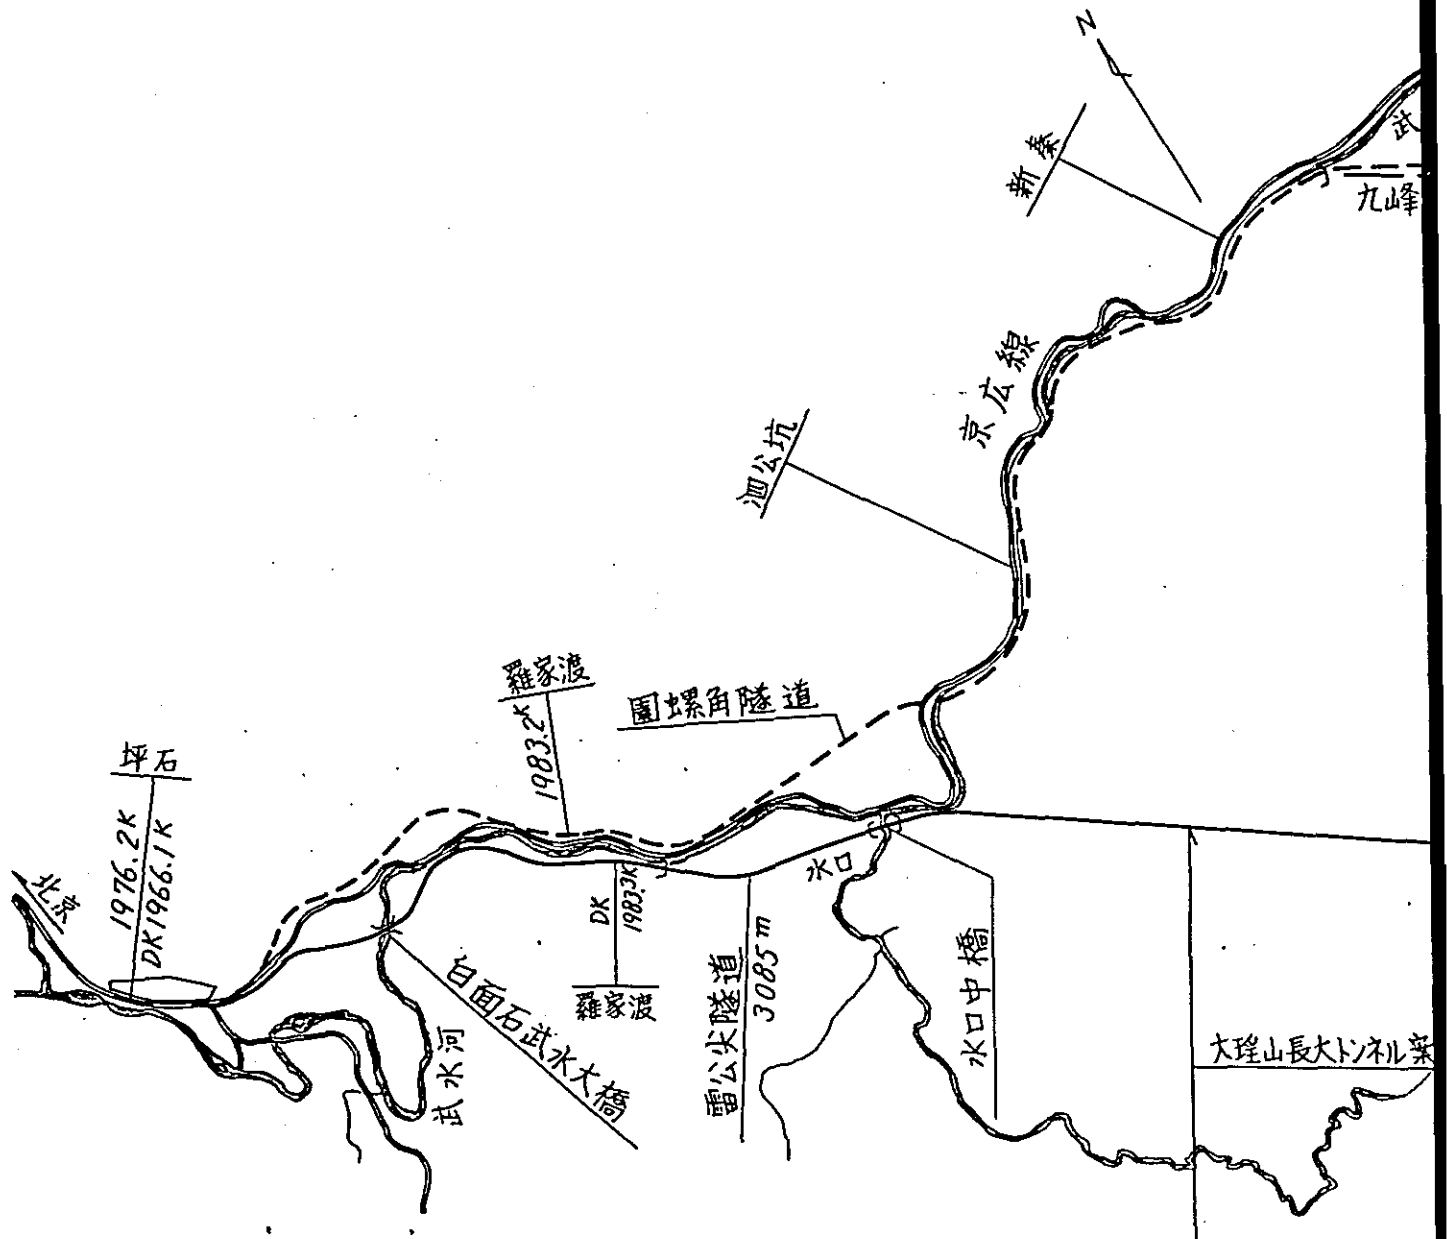 N
武
九峰
新秦
京広線
泗公坑
羅家渡
1983.2K
圍螺角隧道
坪石
1976.2K
DK1966.1K
北京
水口
DK
1983.3K
羅家渡
白面石武水大橋
武水河
雷公尖隧道
3085m
水口中橋
大瑶山長大トンネル案